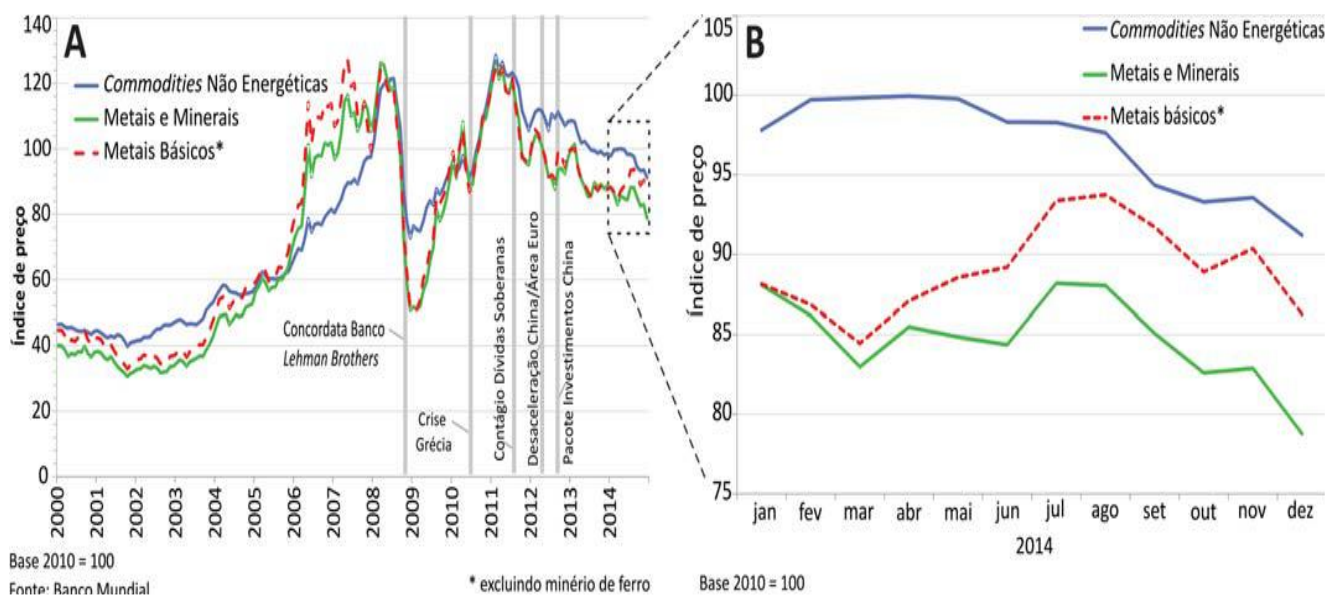 A
140
120
100
80
60
40
20
0
Índice de preço
Commodities Não Energéticas
Metais e Minerais
Metais Básicos*
Concordata Banco
Lehman Brothers
Crise
Grécia
Contágio Dívidas Soberanas
Desaceleração China/Área Euro
Pacote Investimentos China
2000
2001
2002
2003
2004
2005
2006
2007
2008
2009
2010
2011
2012
2013
2014
Base 2010 = 100
Fonte: Banco Mundial
* excluindo minério de ferro
B
105
100
95
90
85
80
75
Índice de preço
Commodities Não Energéticas
Metais e Minerais
Metais básicos*
jan fev mar abr mai jun jul ago set out nov dez
2014
Base 2010 = 100